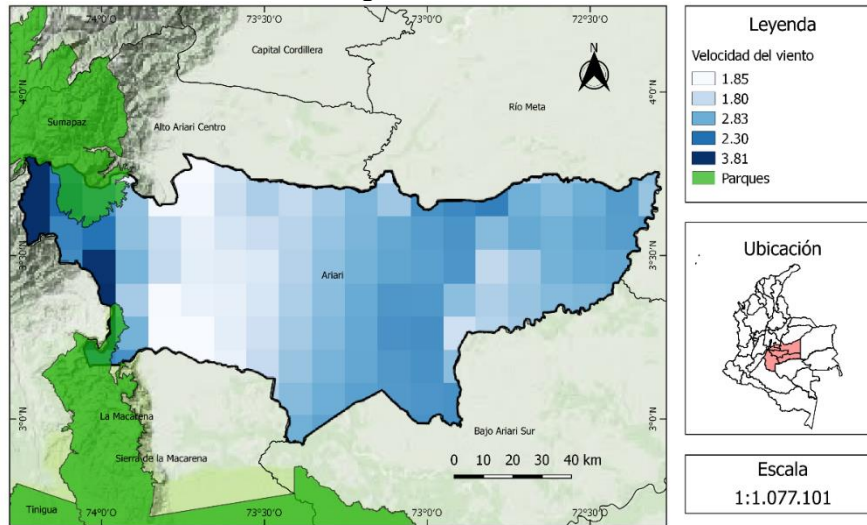 74°0'O
73°30'O
73°0'O
72°30'O
Capital Cordillera
N
4°0'N
4°0'N
Sumapaz
Alto Ariari Centro
Río Meta
3°30'N
3°30'N
Ariari
3°0'N
3°0'N
La Macarena
Bajo Ariari Sur
Sierra de la Macarena
0 10 20 30 40 km
Tinigua
74°0'O
73°30'O
73°0'O
72°30'O
Leyenda
Velocidad del viento
1.85
1.80
2.83
2.30
3.81
Parques
Ubicación
Escala
1:1.077.101